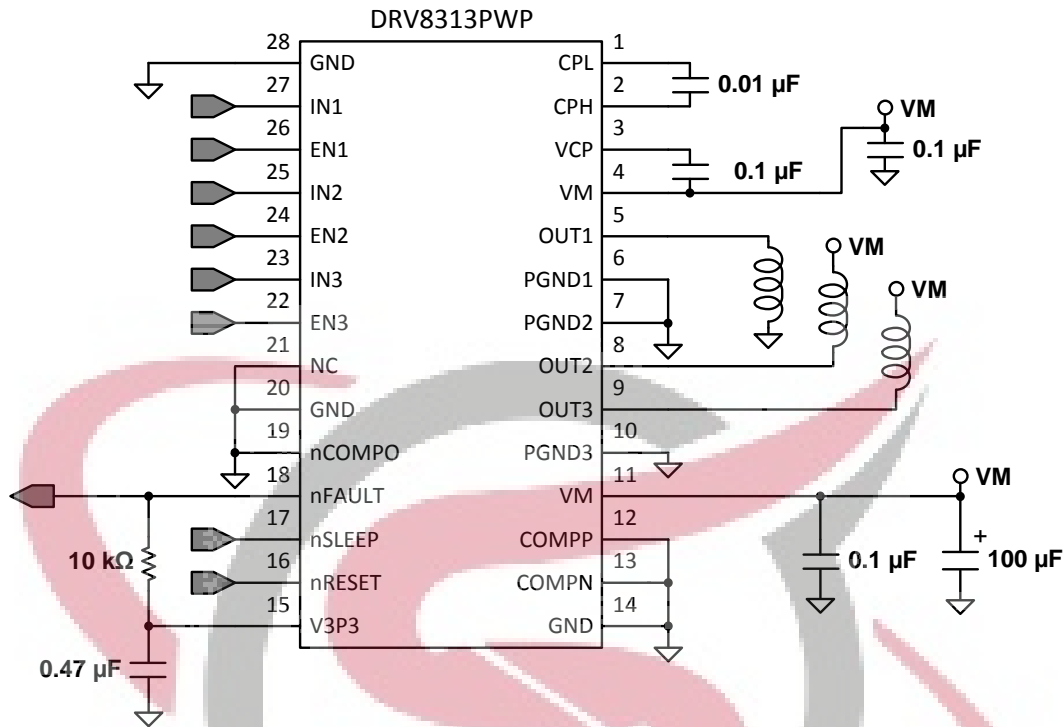 DRV8313PWP
28 GND
27 IN1
26 EN1
25 IN2
24 EN2
23 IN3
22 EN3
21 NC
20 GND
19 nCOMPO
18 nFAULT
17 nSLEEP
16 nRESET
15 V3P3
1 CPL
2 CPH
3 VCP
4 VM
5 OUT1
6 PGND1
7 PGND2
8 OUT2
9 OUT3
10 PGND3
11 VM
12 COMPP
13 COMPN
14 GND
0.01 µF
0.1 µF
VM
0.1 µF
VM
VM
VM
0.1 µF
+
100 µF
10 kΩ
0.47 µF